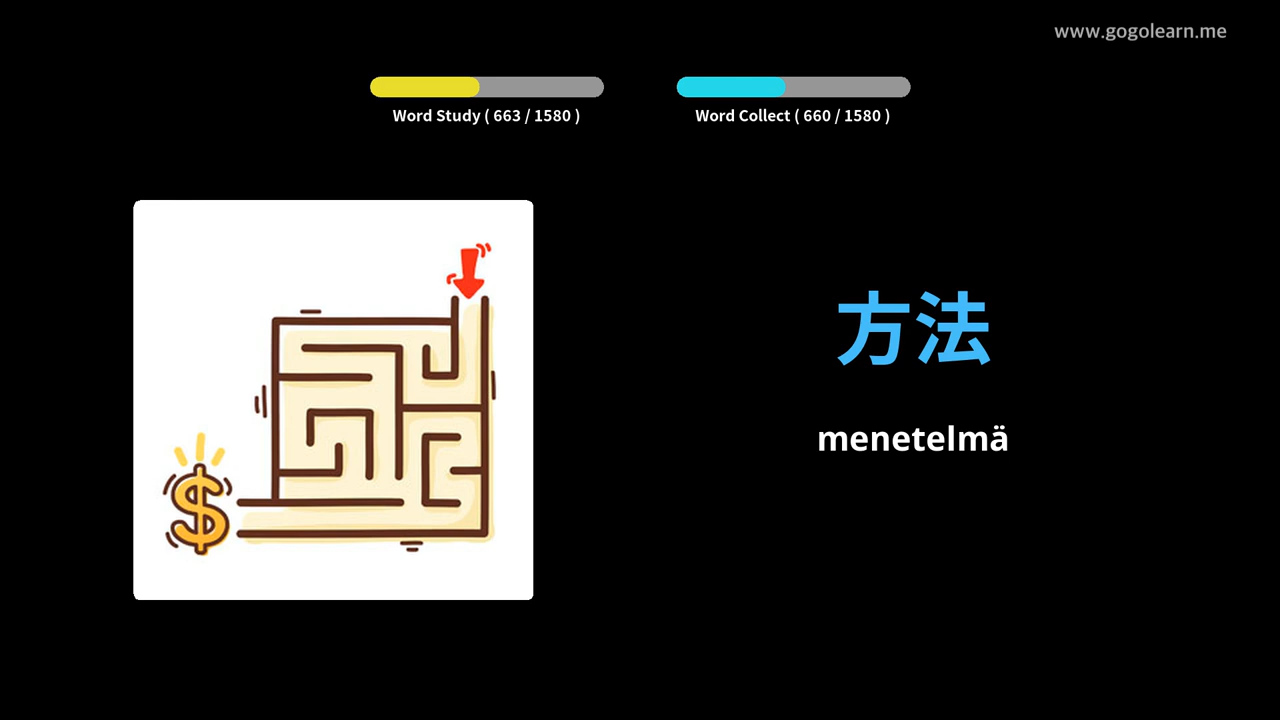 www.gogolearn.me
Word Study ( 663 / 1580 )
Word Collect ( 660 / 1580 )
方法
menetelmä
$